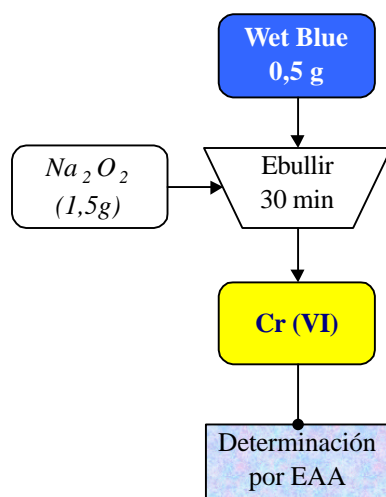 Wet Blue
0,5 g
Na₂O₂
(1,5g)
Ebullir
30 min
Cr (VI)
Determinación
por EAA